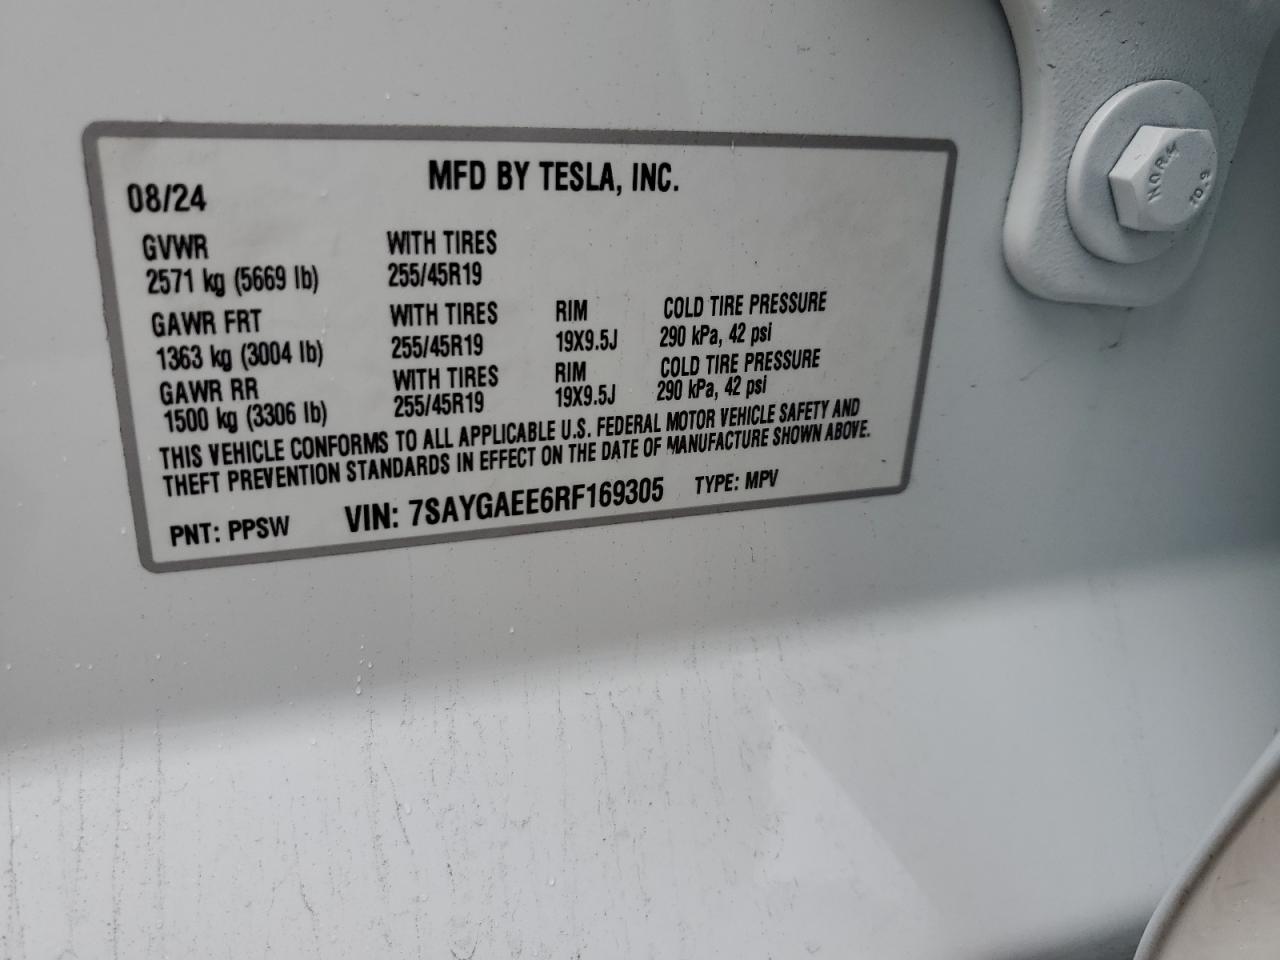 MFD BY TESLA, INC.
08/24
GVWR WITH TIRES
2571 kg (5669 lb) 255/45R19
GAWR FRT WITH TIRES RIM COLD TIRE PRESSURE
1363 kg (3004 lb) 255/45R19 19X9.5J 290 kPa, 42 psi
GAWR RR WITH TIRES RIM COLD TIRE PRESSURE
1500 kg (3306 lb) 255/45R19 19X9.5J 290 kPa, 42 psi
THIS VEHICLE CONFORMS TO ALL APPLICABLE U.S. FEDERAL MOTOR VEHICLE SAFETY AND
THEFT PREVENTION STANDARDS IN EFFECT ON THE DATE OF MANUFACTURE SHOWN ABOVE.
PNT: PPSW VIN: 7SAYGAEE6RF169305 TYPE: MPV
10.9